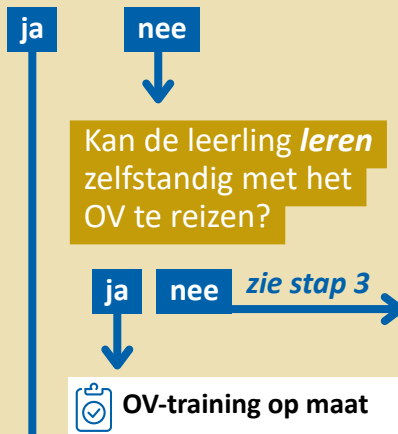 ja nee
Kan de leerling leren
zelfstandig met het
OV te reizen?
ja nee zie stap 3
OV-training op maat